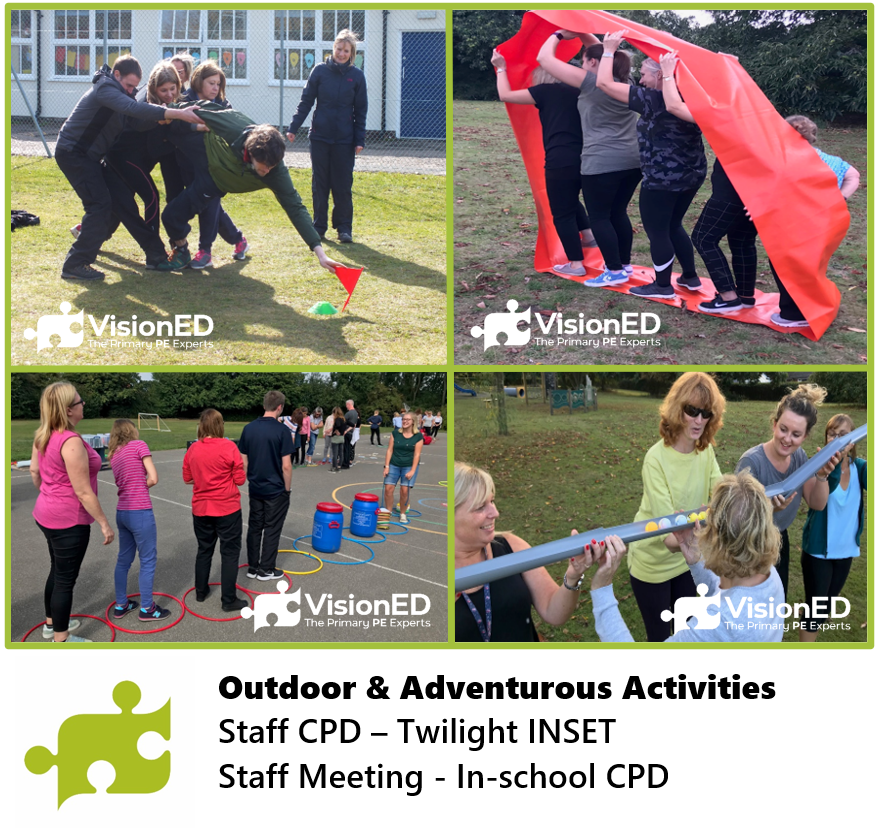 VisionED
The Primary PE Experts
VisionED
The Primary PE Experts
VisionED
The Primary PE Experts
VisionED
The Primary PE Experts
Outdoor & Adventurous Activities
Staff CPD – Twilight INSET
Staff Meeting - In-school CPD